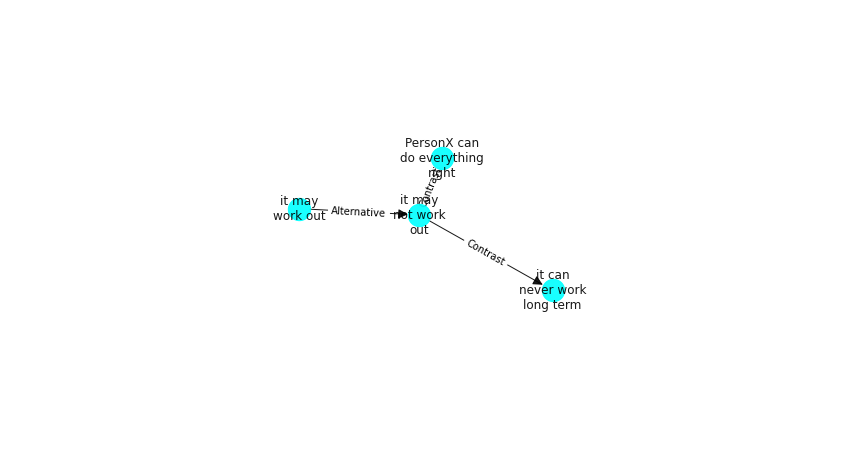 PersonX can
do everything
right
Contrast
it may
work out
Alternative
it may
not work
out
Contrast
it can
never work
long term